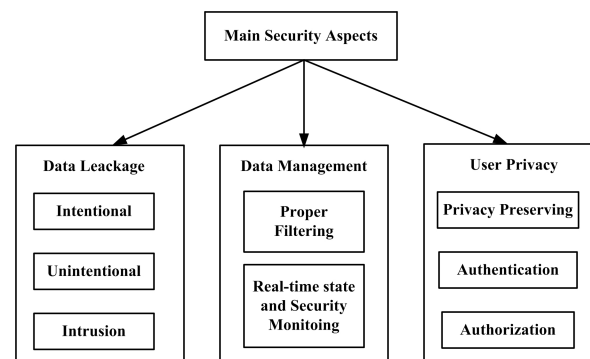 Main Security Aspects
Data Leackage
Intentional
Unintentional
Intrusion
Data Management
Proper
Filtering
Real-time state
and Security
Monitoing
User Privacy
Privacy Preserving
Authentication
Authorization